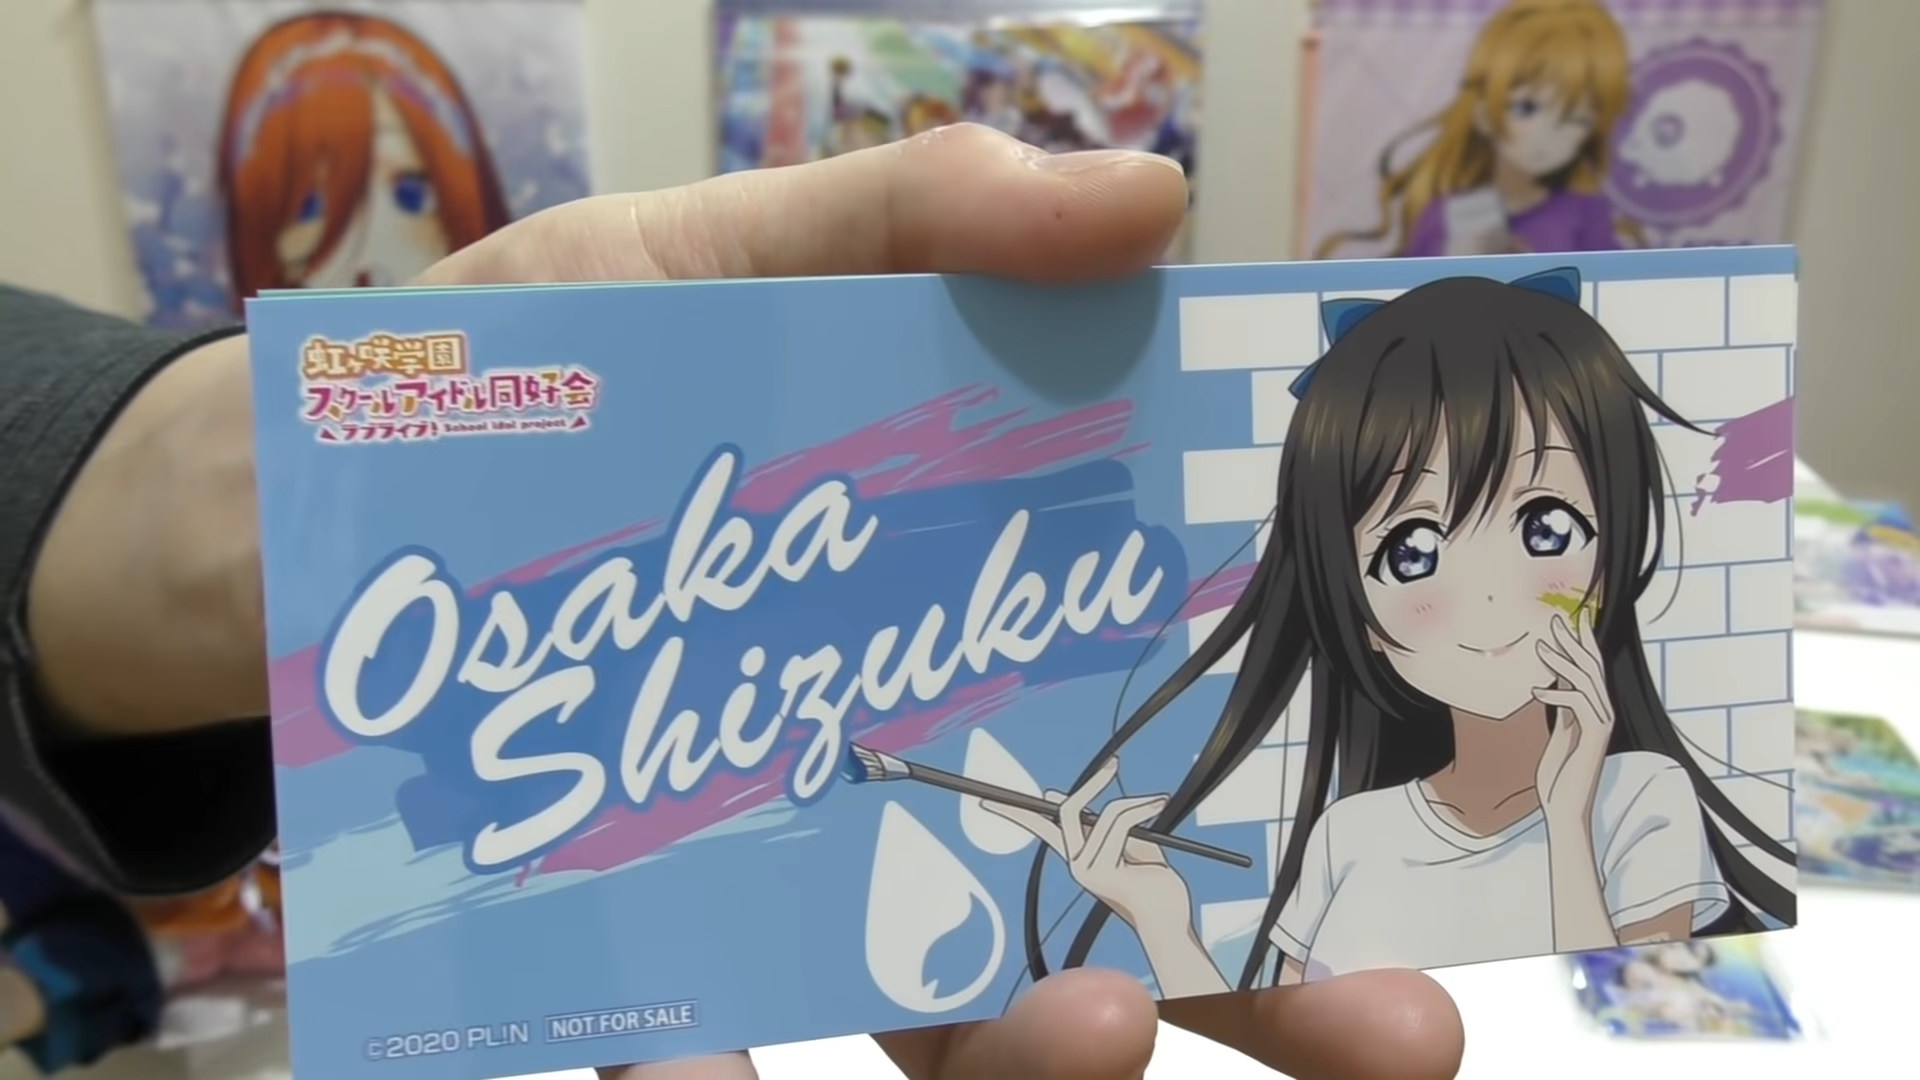 虹ヶ咲学園
スクールアイドル同好会
ラブライブ! School idol project
Osaka
Shizuku
©2020 PL!N NOT FOR SALE